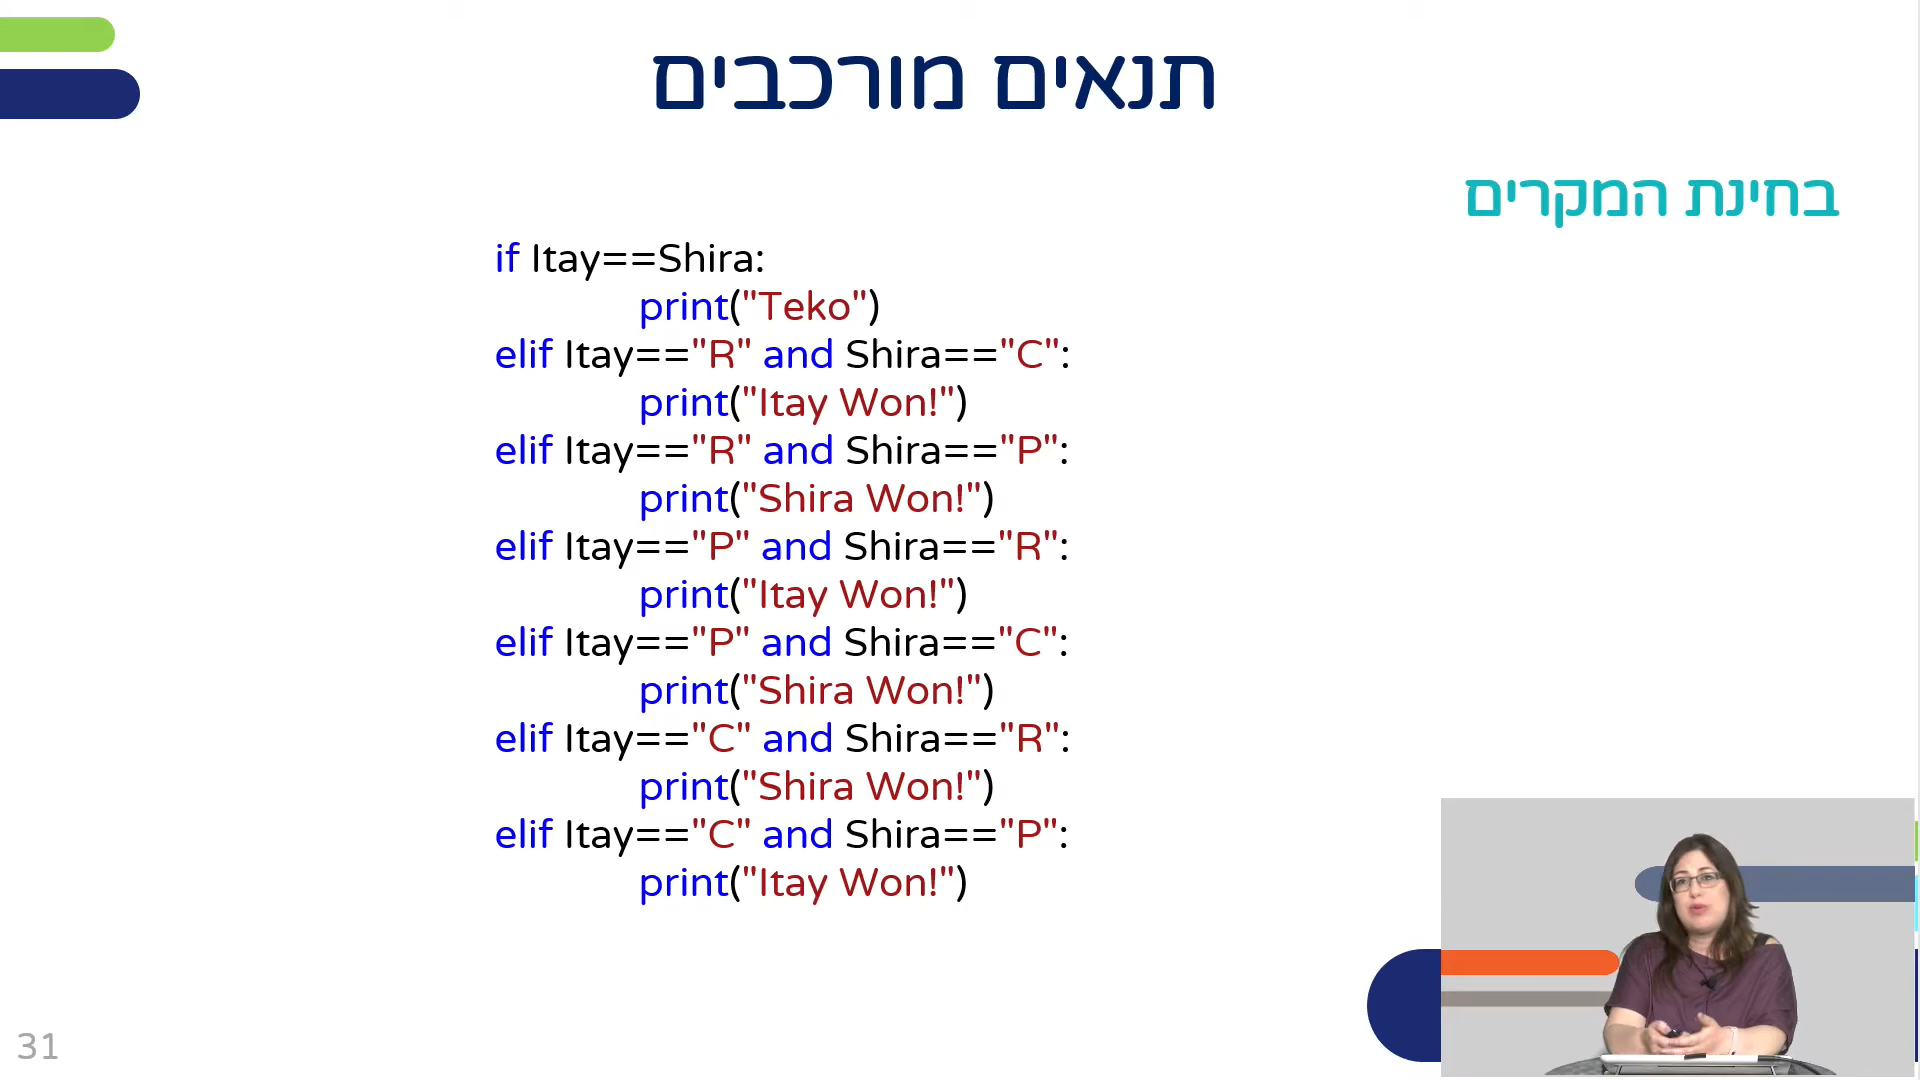 תנאים מורכבים
בחינת המקרים
if Itay==Shira:
print("Teko")
elif Itay=="R" and Shira=="C":
print("Itay Won!")
elif Itay=="R" and Shira=="P":
print("Shira Won!")
elif Itay=="P" and Shira=="R":
print("Itay Won!")
elif Itay=="P" and Shira=="C":
print("Shira Won!")
elif Itay=="C" and Shira=="R":
print("Shira Won!")
elif Itay=="C" and Shira=="P":
print("Itay Won!")
31